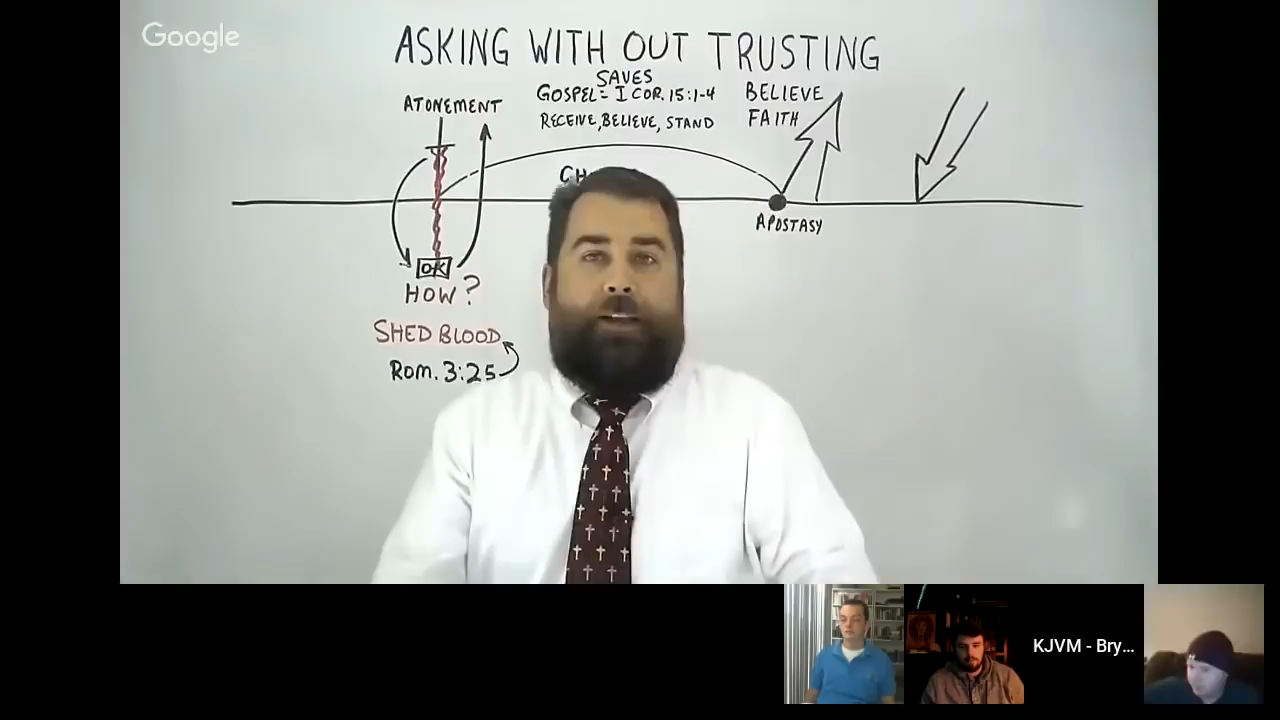 Google
ASKING WITH OUT TRUSTING
SAVES
GOSPEL = I COR. 15:1-4
RECEIVE, BELIEVE, STAND
ATONEMENT
BELIEVE
FAITH
APOSTASY
HOW?
SHED BLOOD
ROM. 3:25
KJVM - Bry...